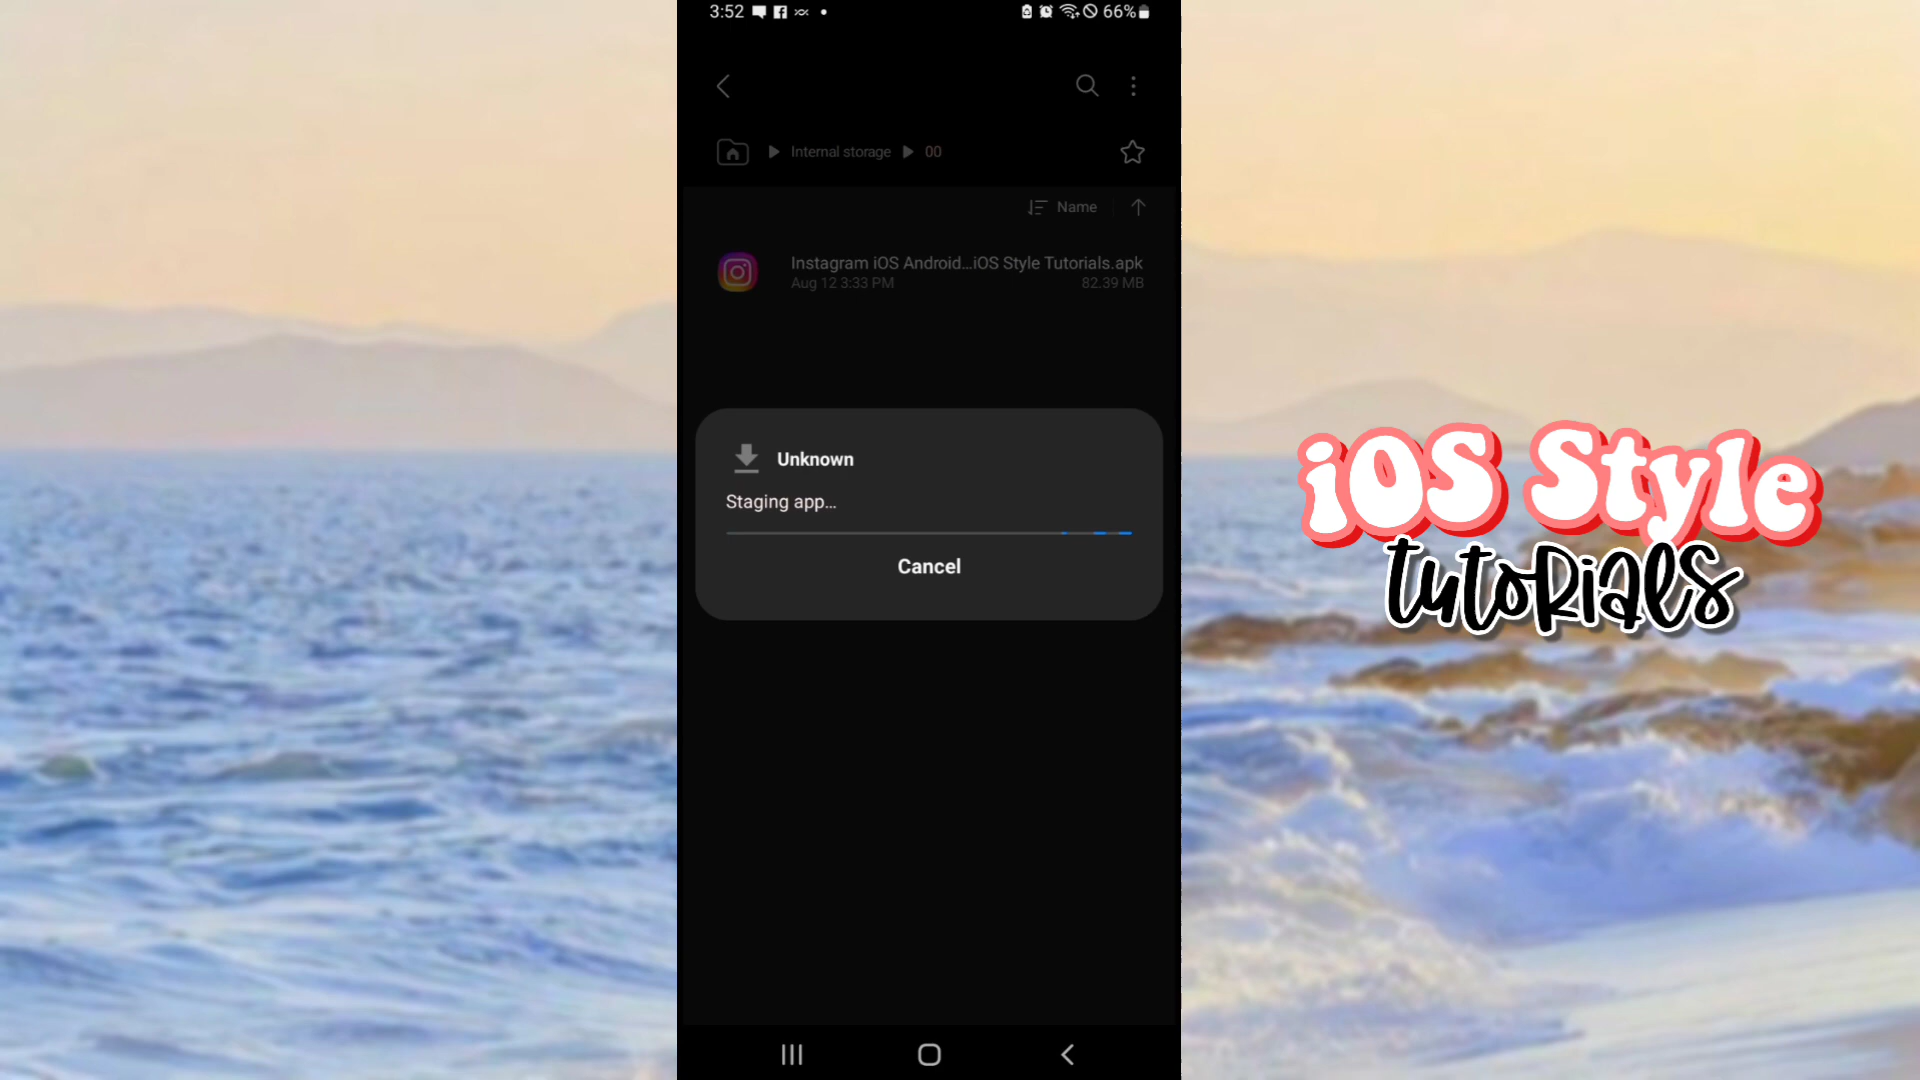 3:52
66%
Internal storage
00
Name
Instagram iOS Android...iOS Style Tutorials.apk
Aug 12 3:33 PM
82.39 MB
Unknown
Staging app...
Cancel
iOS Style
tutoRials